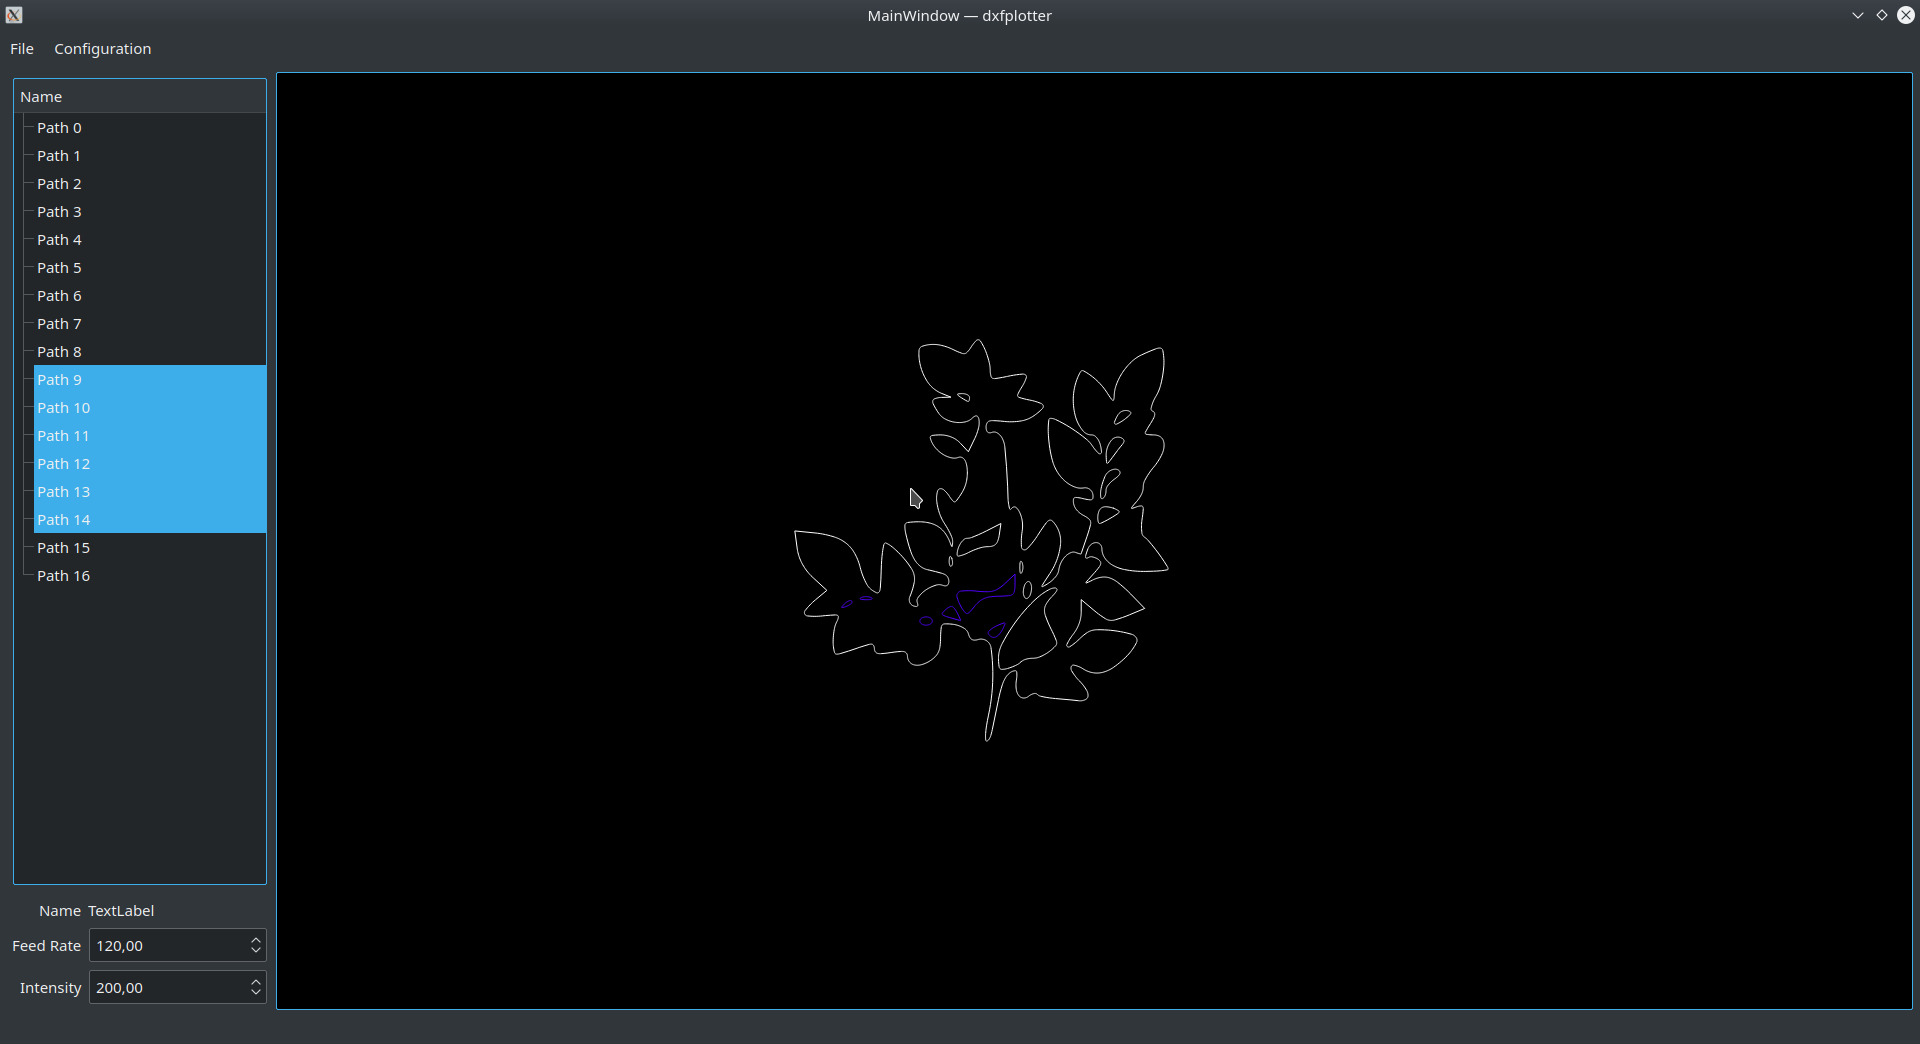 MainWindow — dxfplotter
File Configuration
Name
Path 0
Path 1
Path 2
Path 3
Path 4
Path 5
Path 6
Path 7
Path 8
Path 9
Path 10
Path 11
Path 12
Path 13
Path 14
Path 15
Path 16
Name TextLabel
Feed Rate 120,00
Intensity 200,00